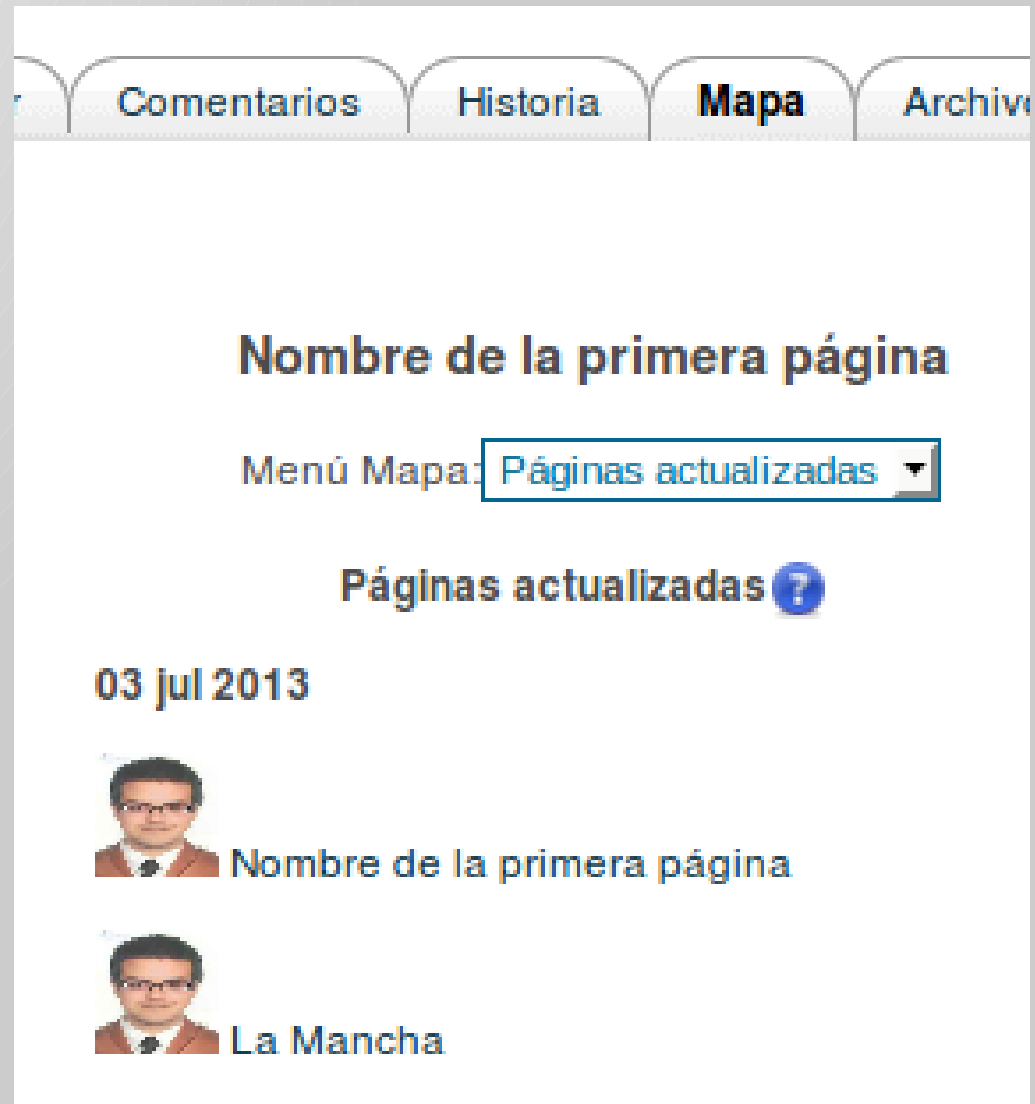 r Comentarios Historia Mapa Archivo
Nombre de la primera página
Menú Mapa: Páginas actualizadas
Páginas actualizadas ?
03 jul 2013
Nombre de la primera página
La Mancha